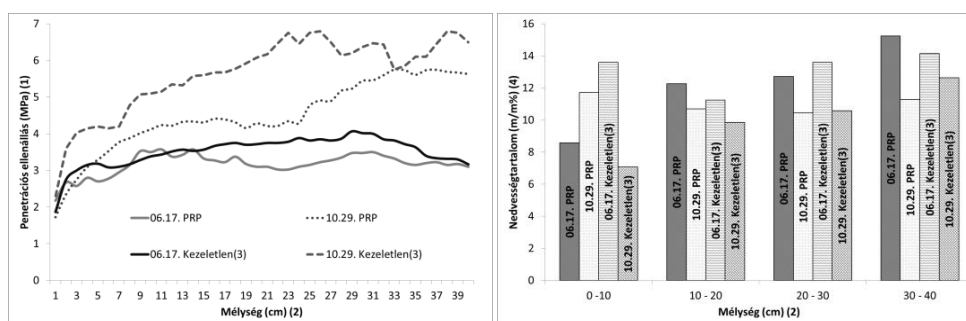 Penetrációs ellenállás (MPa) (1)
7
6
5
4
3
2
1
0
06.17. PRP
10.29. PRP
06.17. Kezeletlen(3)
10.29. Kezeletlen(3)
1 3 5 7 9 11 13 15 17 19 21 23 25 27 29 31 33 35 37 39
Mélység (cm) (2)
Nedvességtartalom (m/m%) (4)
16
14
12
10
8
6
4
2
0
06.17. PRP
10.29. PRP
06.17. Kezeletlen(3)
10.29. Kezeletlen(3)
06.17. PRP
10.29. PRP
06.17. Kezeletlen(3)
10.29. Kezeletlen(3)
06.17. PRP
10.29. PRP
06.17. Kezeletlen(3)
10.29. Kezeletlen(3)
06.17. PRP
10.29. PRP
06.17. Kezeletlen(3)
10.29. Kezeletlen(3)
0 -10 10 - 20 20 - 30 30 - 40
Mélység (cm) (2)